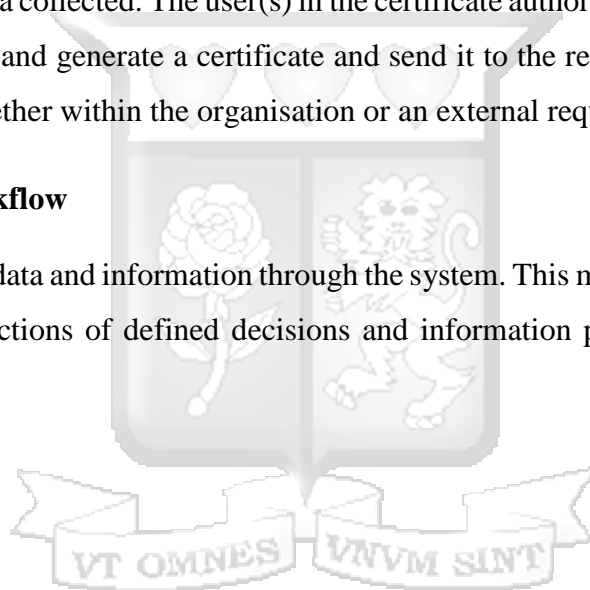 a collected. The user(s) in the certificate author
and generate a certificate and send it to the re
ether within the organisation or an external requ
kflow
data and information through the system. This m
ctions of defined decisions and information p
VT OMNES VNVM SINT